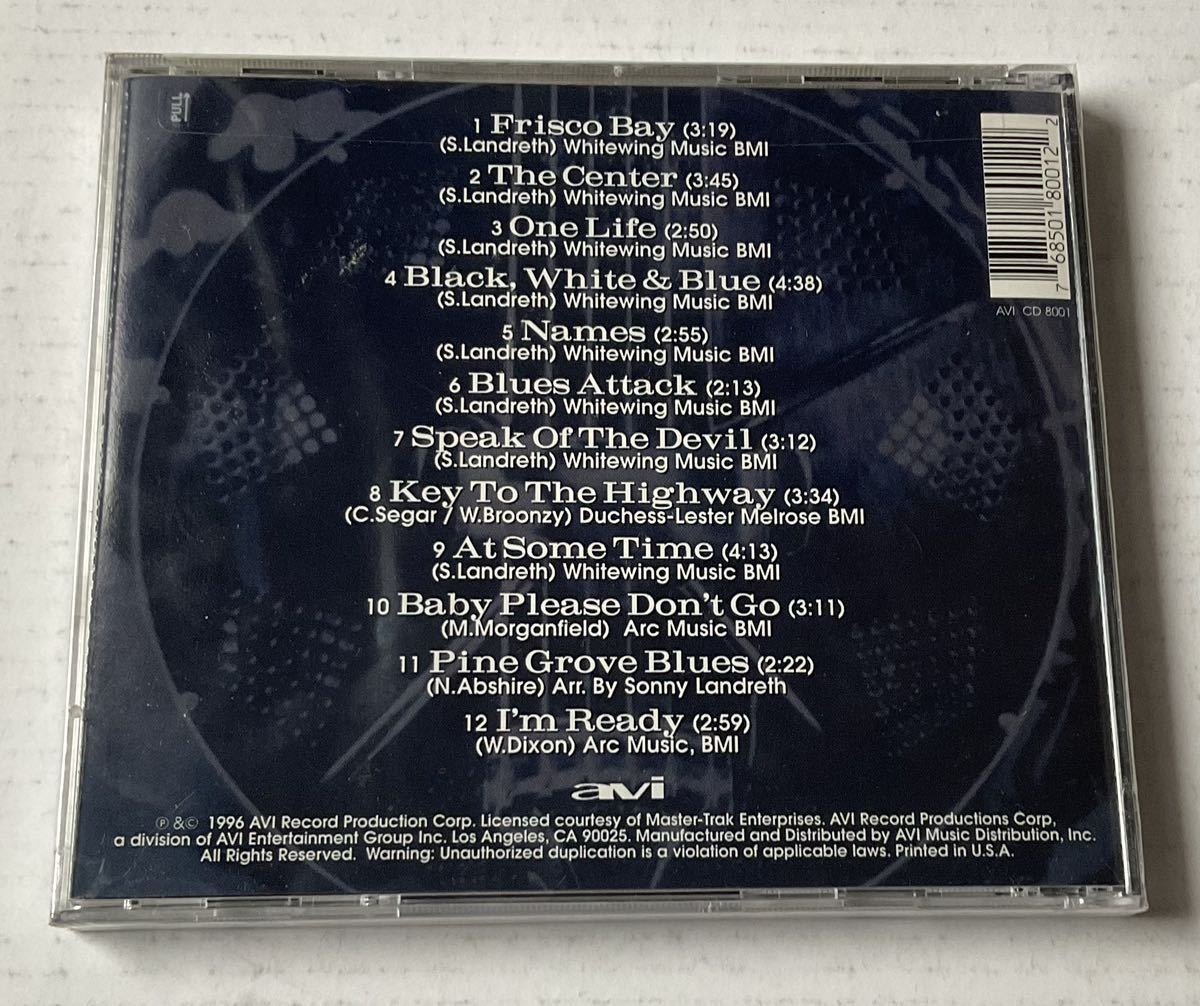 PULL
1 Frisco Bay (3:19)
(S.Landreth) Whitewing Music BMI
2 The Center (3:45)
(S.Landreth) Whitewing Music BMI
3 One Life (2:50)
(S.Landreth) Whitewing Music BMI
4 Black, White & Blue (4:38)
(S.Landreth) Whitewing Music BMI
5 Names (2:55)
(S.Landreth) Whitewing Music BMI
6 Blues Attack (2:13)
(S.Landreth) Whitewing Music BMI
7 Speak Of The Devil (3:12)
(S.Landreth) Whitewing Music BMI
8 Key To The Highway (3:34)
(C.Segar / W.Broonzy) Duchess-Lester Melrose BMI
9 At Some Time (4:13)
(S.Landreth) Whitewing Music BMI
10 Baby Please Don't Go (3:11)
(M.Morganfield) Arc Music BMI
11 Pine Grove Blues (2:22)
(N.Abshire) Arr. By Sonny Landreth
12 I'm Ready (2:59)
(W.Dixon) Arc Music, BMI
7 68501 80012 2
AVI CD 8001
avi
℗ &© 1996 AVI Record Production Corp. Licensed courtesy of Master-Trak Enterprises. AVI Record Productions Corp,
a division of AVI Entertainment Group Inc. Los Angeles, CA 90025. Manufactured and Distributed by AVI Music Distribution, Inc.
All Rights Reserved. Warning: Unauthorized duplication is a violation of applicable laws. Printed in U.S.A.